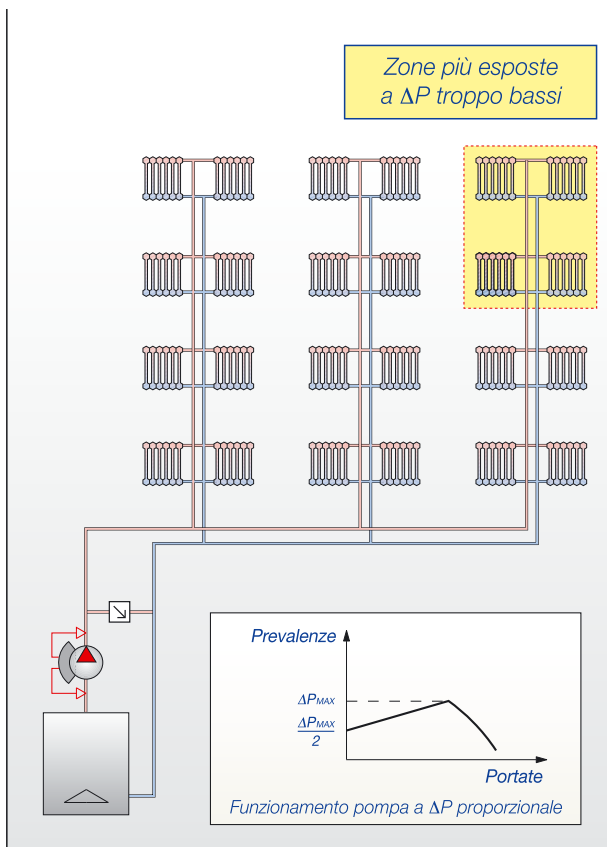 Zone più esposte
a ΔP troppo bassi
Prevalenze
ΔPMAX
ΔPMAX
2
Portate
Funzionamento pompa a ΔP proporzionale